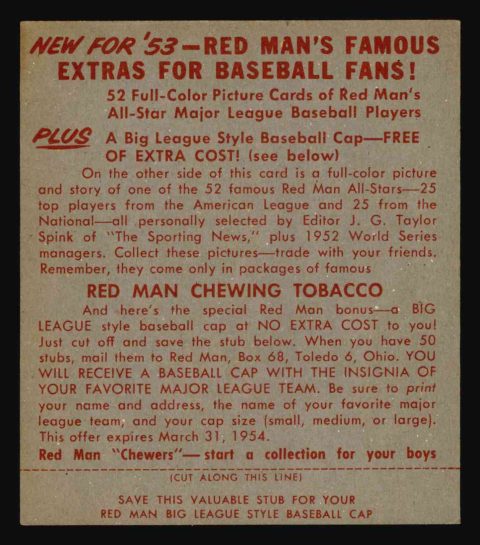 NEW FOR '53—RED MAN'S FAMOUS
EXTRAS FOR BASEBALL FANS!
52 Full-Color Picture Cards of Red Man's
All-Star Major League Baseball Players
PLUS A Big League Style Baseball Cap—FREE
OF EXTRA COST! (see below)
On the other side of this card is a full-color picture
and story of one of the 52 famous Red Man All-Stars—25
top players from the American League and 25 from the
National—all personally selected by Editor J. G. Taylor
Spink of "The Sporting News," plus 1952 World Series
managers. Collect these pictures—trade with your friends.
Remember, they come only in packages of famous
RED MAN CHEWING TOBACCO
And here's the special Red Man bonus—a BIG
LEAGUE style baseball cap at NO EXTRA COST to you!
Just cut off and save the stub below. When you have 50
stubs, mail them to Red Man, Box 68, Toledo 6, Ohio. YOU
WILL RECEIVE A BASEBALL CAP WITH THE INSIGNIA OF
YOUR FAVORITE MAJOR LEAGUE TEAM. Be sure to print
your name and address, the name of your favorite major
league team, and your cap size (small, medium, or large).
This offer expires March 31, 1954.
Red Man "Chewers"—start a collection for your boys
(CUT ALONG THIS LINE)
SAVE THIS VALUABLE STUB FOR YOUR
RED MAN BIG LEAGUE STYLE BASEBALL CAP